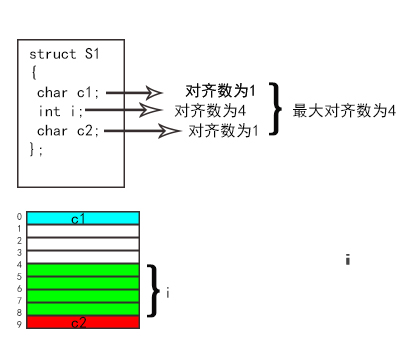 struct S1
{
char c1; 对齐数为1
int i; 对齐数为4 最大对齐数为4
char c2; 对齐数为1
};
0 c1
1
2
3
4
5
6 i
7
8
9 c2
i